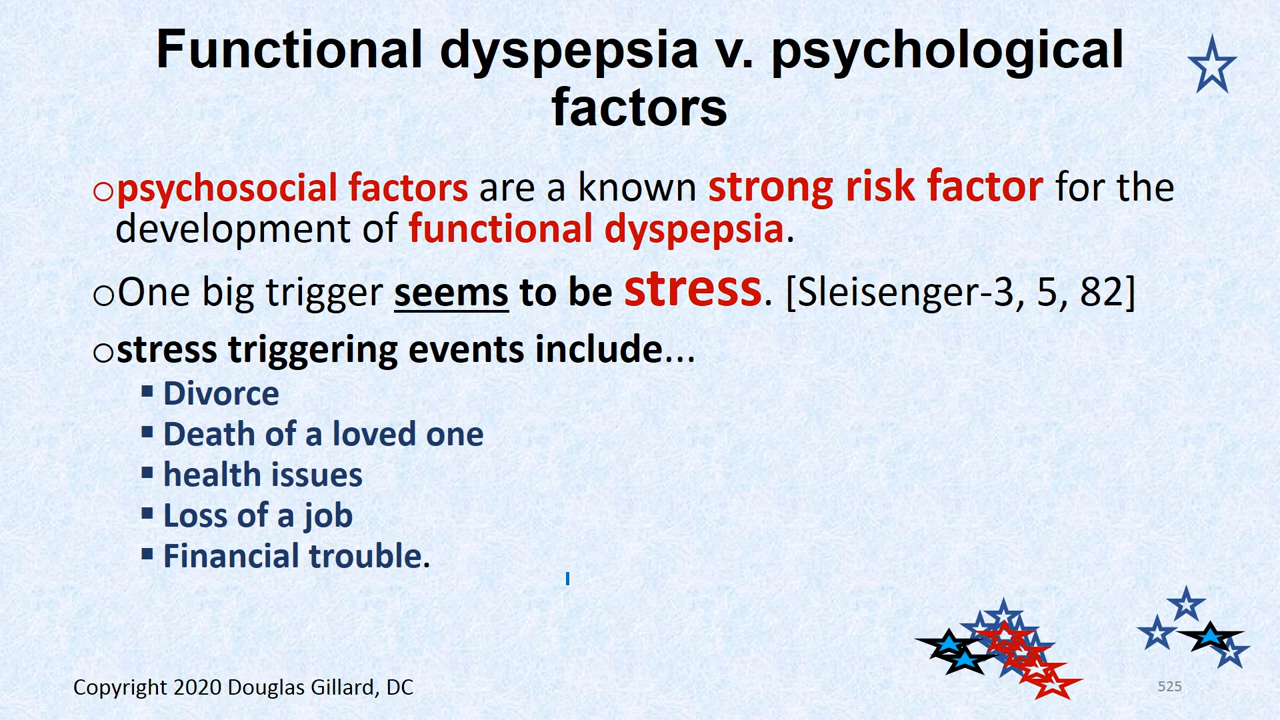 Functional dyspepsia v. psychological
factors
○psychosocial factors are a known strong risk factor for the
development of functional dyspepsia.
○One big trigger seems to be stress. [Sleisenger-3, 5, 82]
○stress triggering events include...
▪ Divorce
▪ Death of a loved one
▪ health issues
▪ Loss of a job
▪ Financial trouble.
Copyright 2020 Douglas Gillard, DC
525